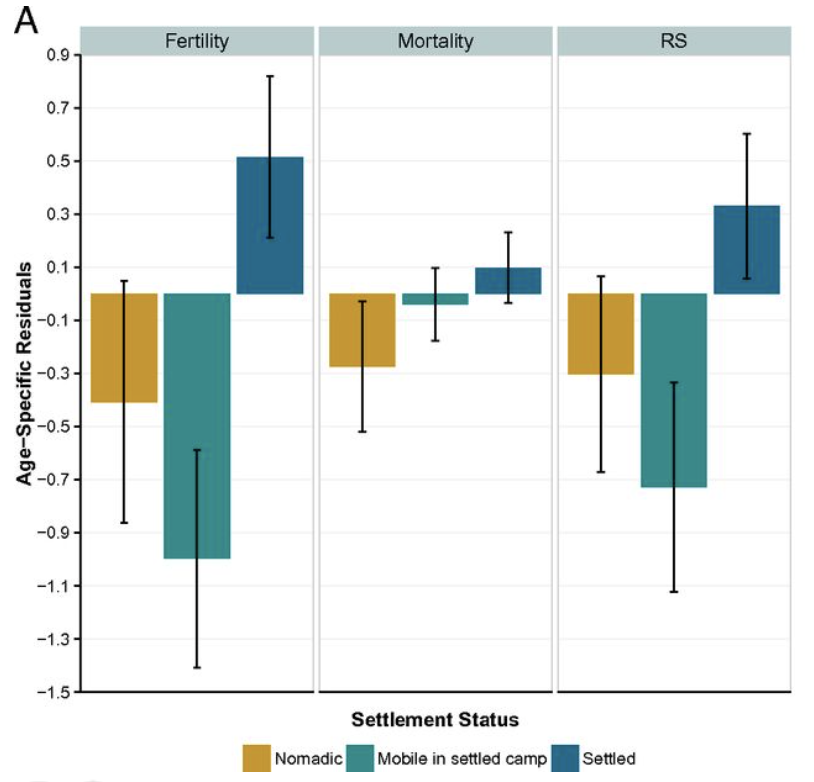 A
Fertility Mortality RS
0.9
0.7
0.5
0.3
0.1
−0.1
−0.3
−0.5
−0.7
−0.9
−1.1
−1.3
−1.5
Age−Specific Residuals
Settlement Status
Nomadic Mobile in settled camp Settled